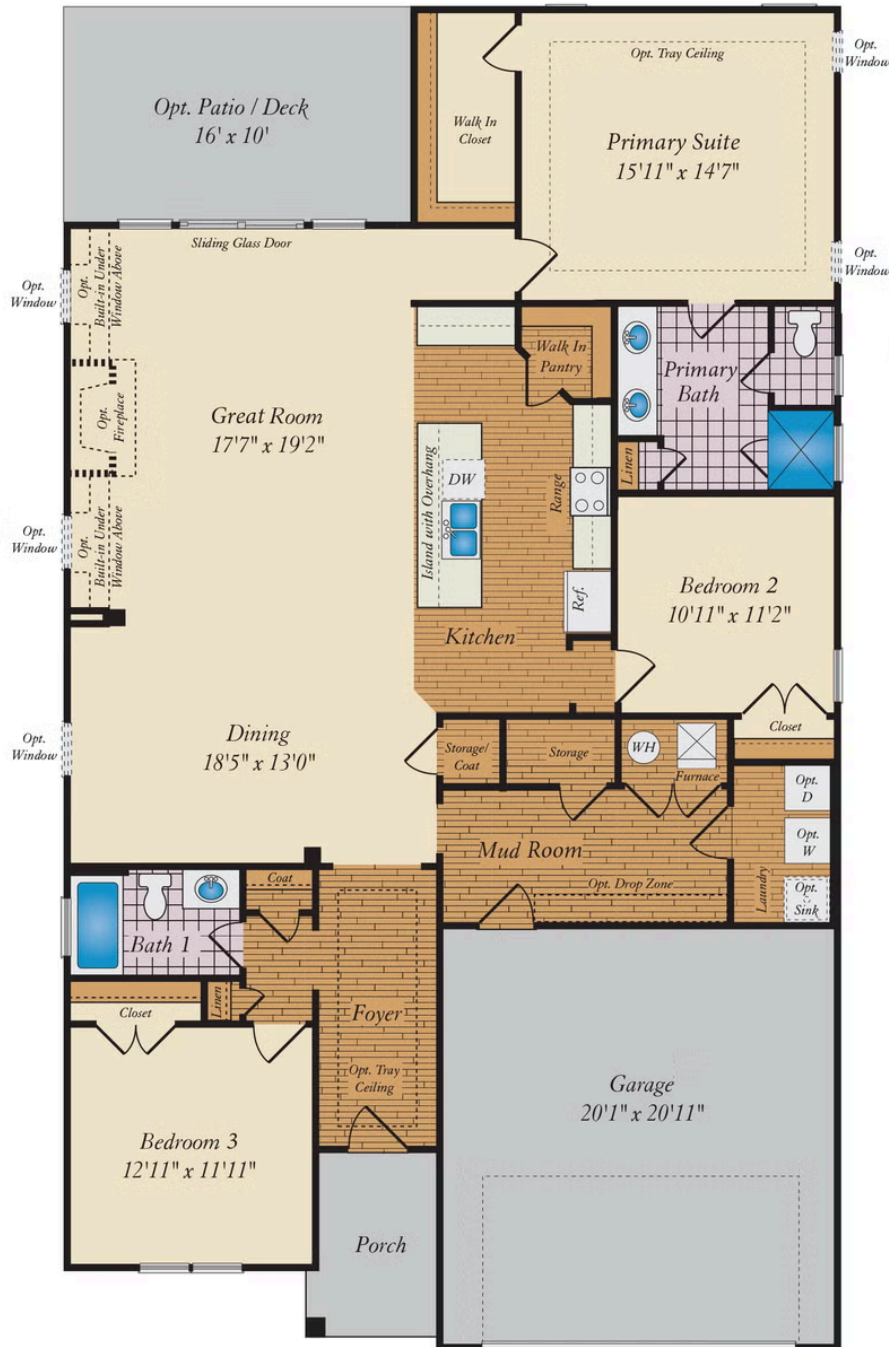 Opt. Patio / Deck
16' x 10'
Walk In
Closet
Opt. Tray Ceiling
Primary Suite
15'11" x 14'7"
Opt.
Window
Opt.
Window
Sliding Glass Door
Opt.
Window
Opt.
Built-in Under
Window Above
Opt.
Fireplace
Great Room
17'7" x 19'2"
Opt.
Window
Opt.
Built-in Under
Window Above
Walk In
Pantry
Primary
Bath
Linen
Island with Overhang
DW
Range
Ref.
Kitchen
Bedroom 2
10'11" x 11'2"
Closet
Opt.
Window
Dining
18'5" x 13'0"
Storage/
Coat
Storage
WH
Furnace
Opt.
D
Opt.
W
Opt.
Sink
Laundry
Mud Room
Opt. Drop Zone
Coat
Bath 1
Linen
Closet
Foyer
Opt. Tray
Ceiling
Bedroom 3
12'11" x 11'11"
Garage
20'1" x 20'11"
Porch